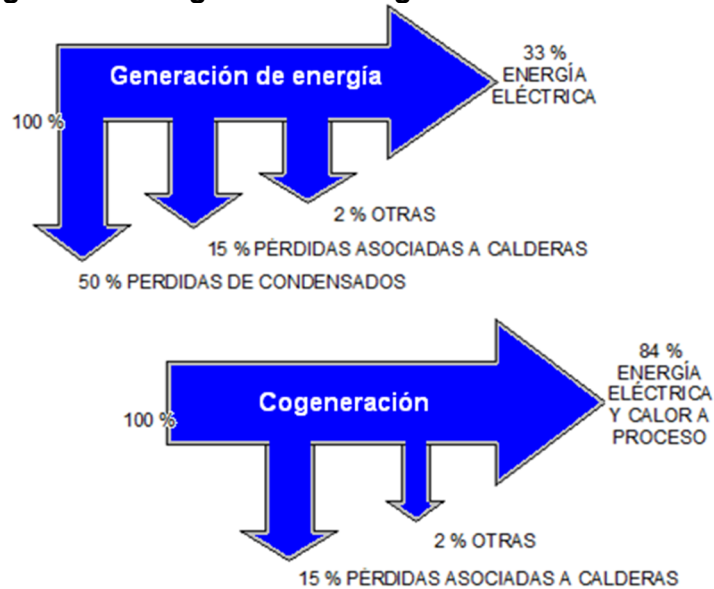 Generación de energía
33 %
ENERGÍA
ELÉCTRICA
100 %
2 % OTRAS
15 % PÉRDIDAS ASOCIADAS A CALDERAS
50 % PERDIDAS DE CONDENSADOS
84 %
ENERGÍA
ELÉCTRICA
Y CALOR A
PROCESO
Cogeneración
100 %
2 % OTRAS
15 % PÉRDIDAS ASOCIADAS A CALDERAS